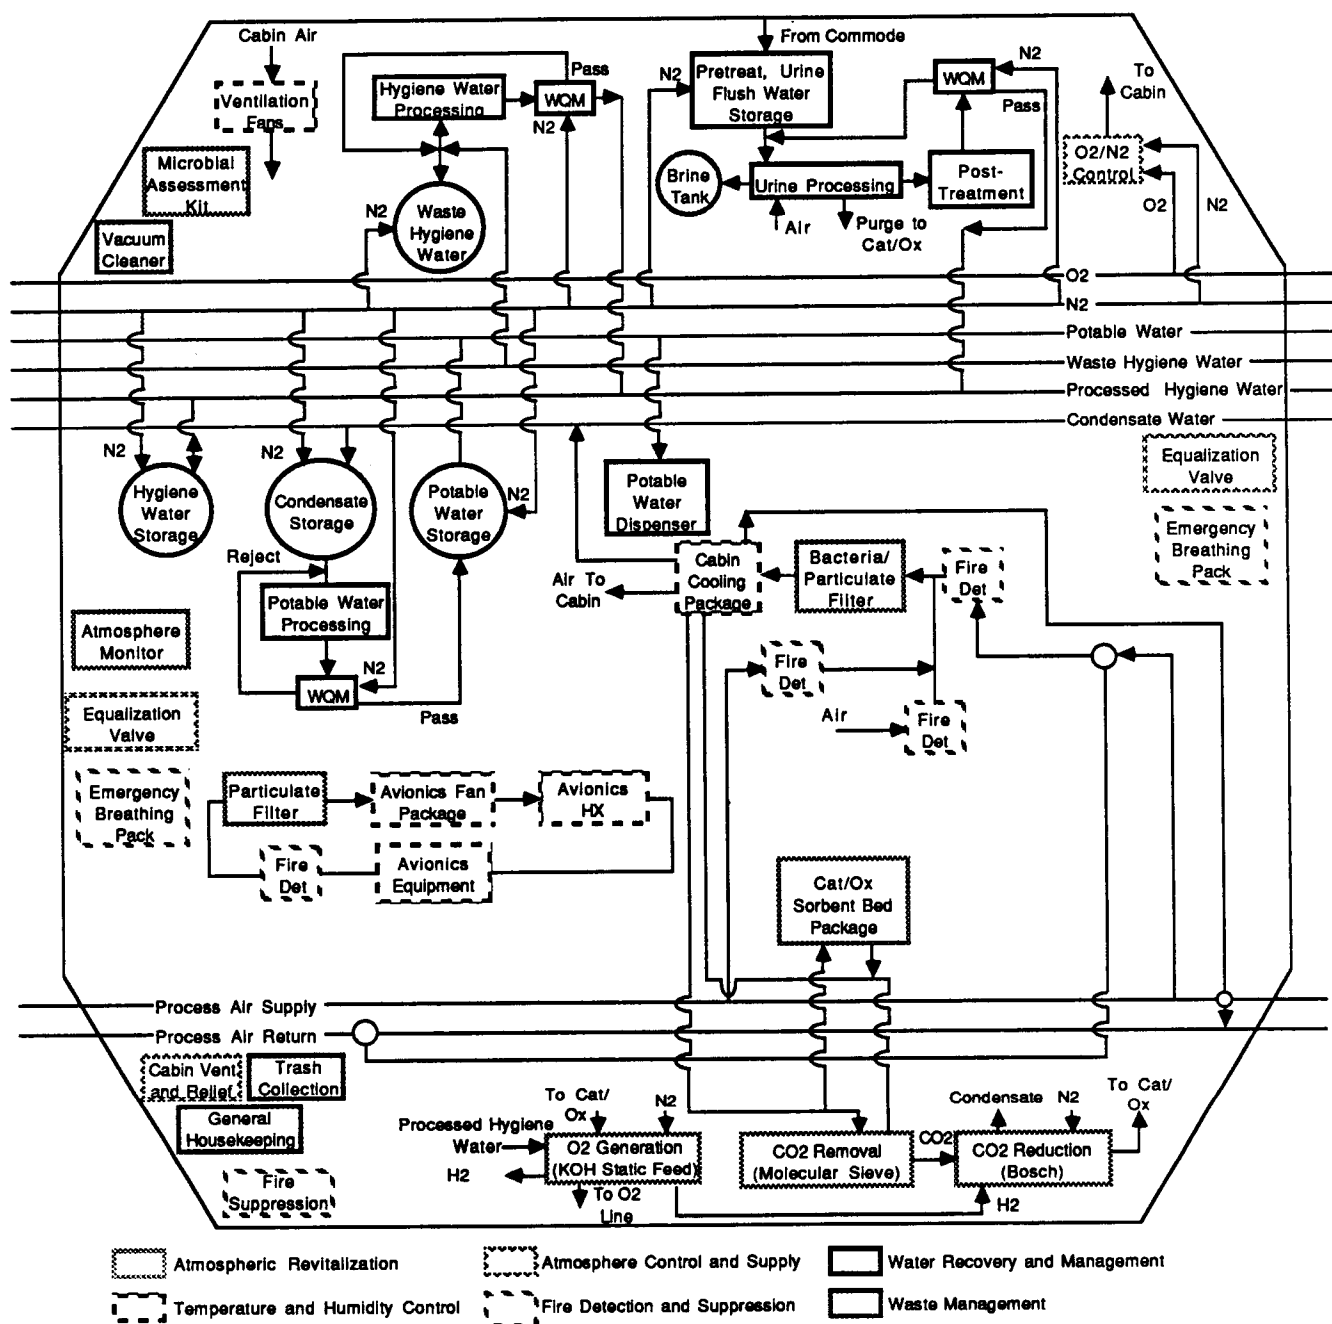 Cabin Air
Ventilation
Fans
Microbial
Assessment
Kit
Vacuum
Cleaner
Hygiene Water
Processing
WQM
Pass
N2
N2
Waste
Hygiene
Water
From Commode
N2
Pretreat, Urine
Flush Water
Storage
WQM
N2
Pass
Brine
Tank
Urine Processing
Post-
Treatment
Air
Purge to
Cat/Ox
To
Cabin
O2/N2
Control
O2
N2
O2
N2
Potable Water
Waste Hygiene Water
Processed Hygiene Water
Condensate Water
N2
Hygiene
Water
Storage
N2
Condensate
Storage
Potable
Water
Storage
N2
Potable
Water
Dispenser
Equalization
Valve
Emergency
Breathing
Pack
Reject
Potable Water
Processing
N2
WQM
Pass
Air To
Cabin
Cabin
Cooling
Package
Bacteria/
Particulate
Filter
Fire
Det
Fire
Det
Air
Fire
Det
Atmosphere
Monitor
Equalization
Valve
Emergency
Breathing
Pack
Particulate
Filter
Avionics Fan
Package
Avionics
HX
Fire
Det
Avionics
Equipment
Cat/Ox
Sorbent Bed
Package
Process Air Supply
Process Air Return
Cabin Vent
and Relief
Trash
Collection
General
Housekeeping
Fire
Suppression
To Cat/
Ox
N2
Processed Hygiene
Water
H2
O2 Generation
(KOH Static Feed)
To O2
Line
CO2 Removal
(Molecular Sieve)
CO2
Condensate
N2
To Cat/
Ox
CO2 Reduction
(Bosch)
H2
Atmospheric Revitalization
Atmosphere Control and Supply
Water Recovery and Management
Temperature and Humidity Control
Fire Detection and Suppression
Waste Management